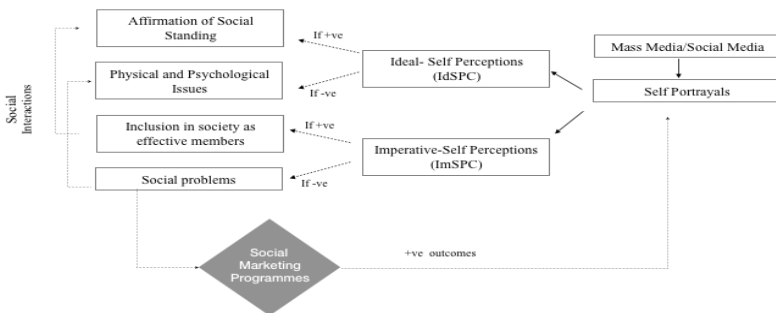 Affirmation of Social
Standing
If +ve
Mass Media/Social Media
Ideal- Self Perceptions
(IdSPC)
Physical and Psychological
Issues
If -ve
Self Portrayals
Social
Interactions
Inclusion in society as
effective members
If +ve
Imperative-Self Perceptions
(ImSPC)
Social problems
If -ve
Social
Marketing
Programmes
+ve outcomes